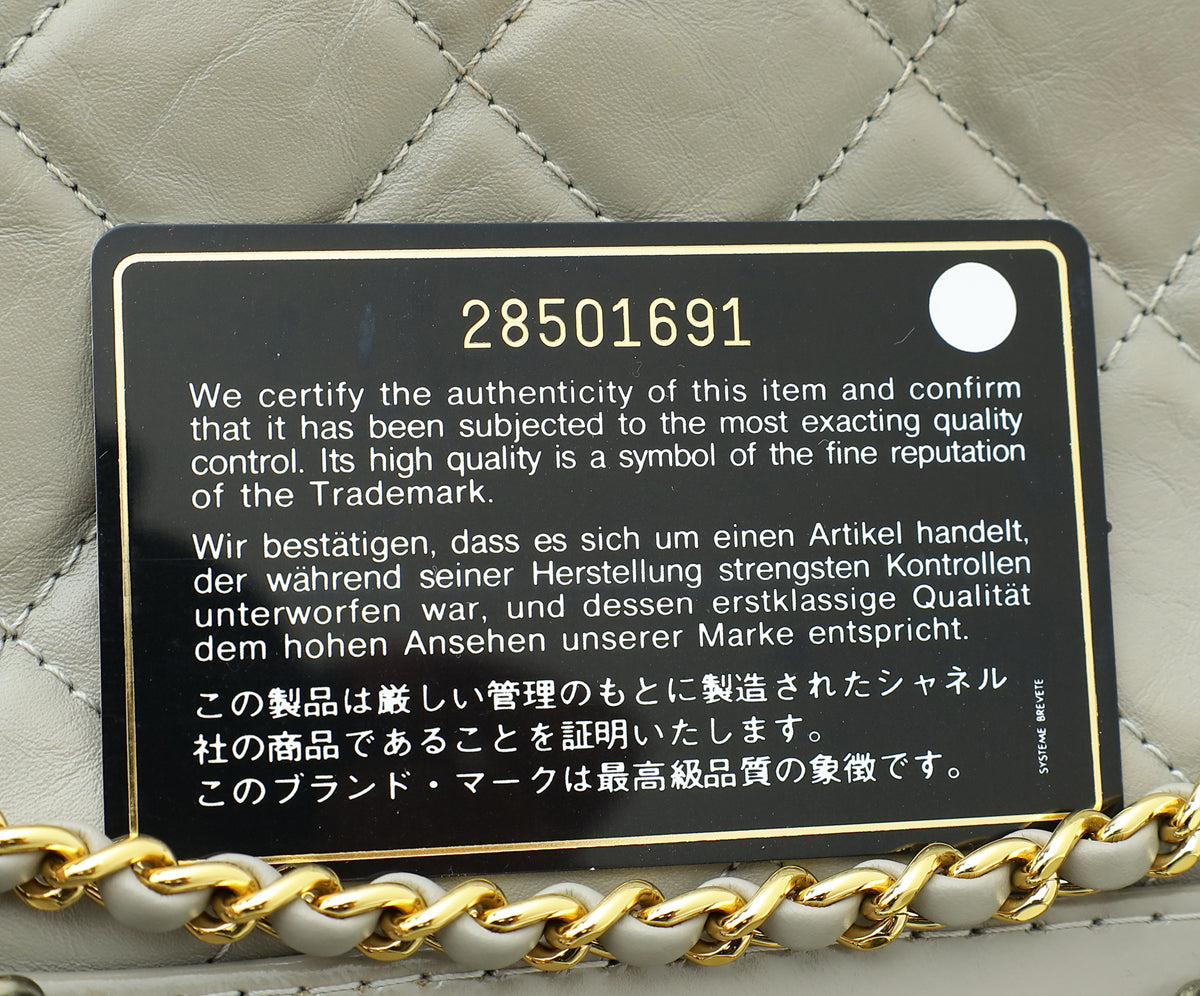 28501691
We certify the authenticity of this item and confirm
that it has been subjected to the most exacting quality
control. Its high quality is a symbol of the fine reputation
of the Trademark.
Wir bestätigen, dass es sich um einen Artikel handelt,
der während seiner Herstellung strengsten Kontrollen
unterworfen war, und dessen erstklassige Qualität
dem hohen Ansehen unserer Marke entspricht.
この製品は厳しい管理のもとに製造されたシャネル
社の商品であることを証明いたします。
このブランド・マークは最高級品質の象徴です。
SYSTEME BREVETE